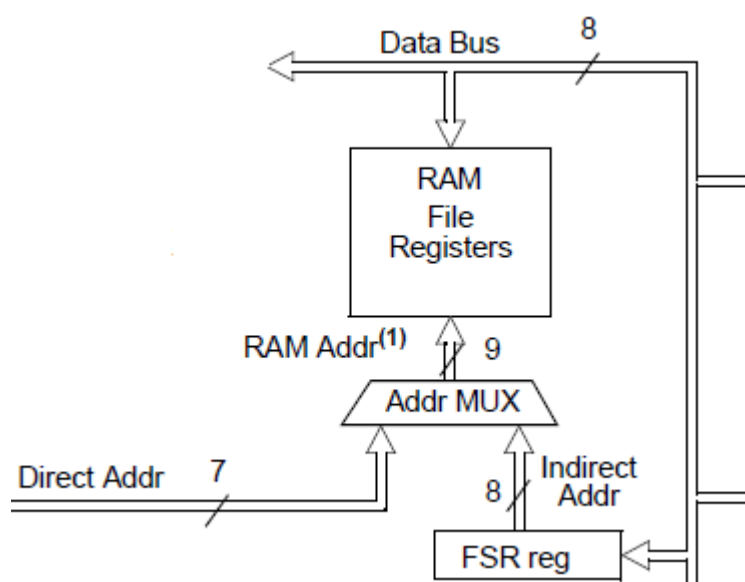 8
Data Bus
RAM
File
Registers
RAM Addr(1)
9
Addr MUX
Direct Addr
7
8
Indirect
Addr
FSR reg